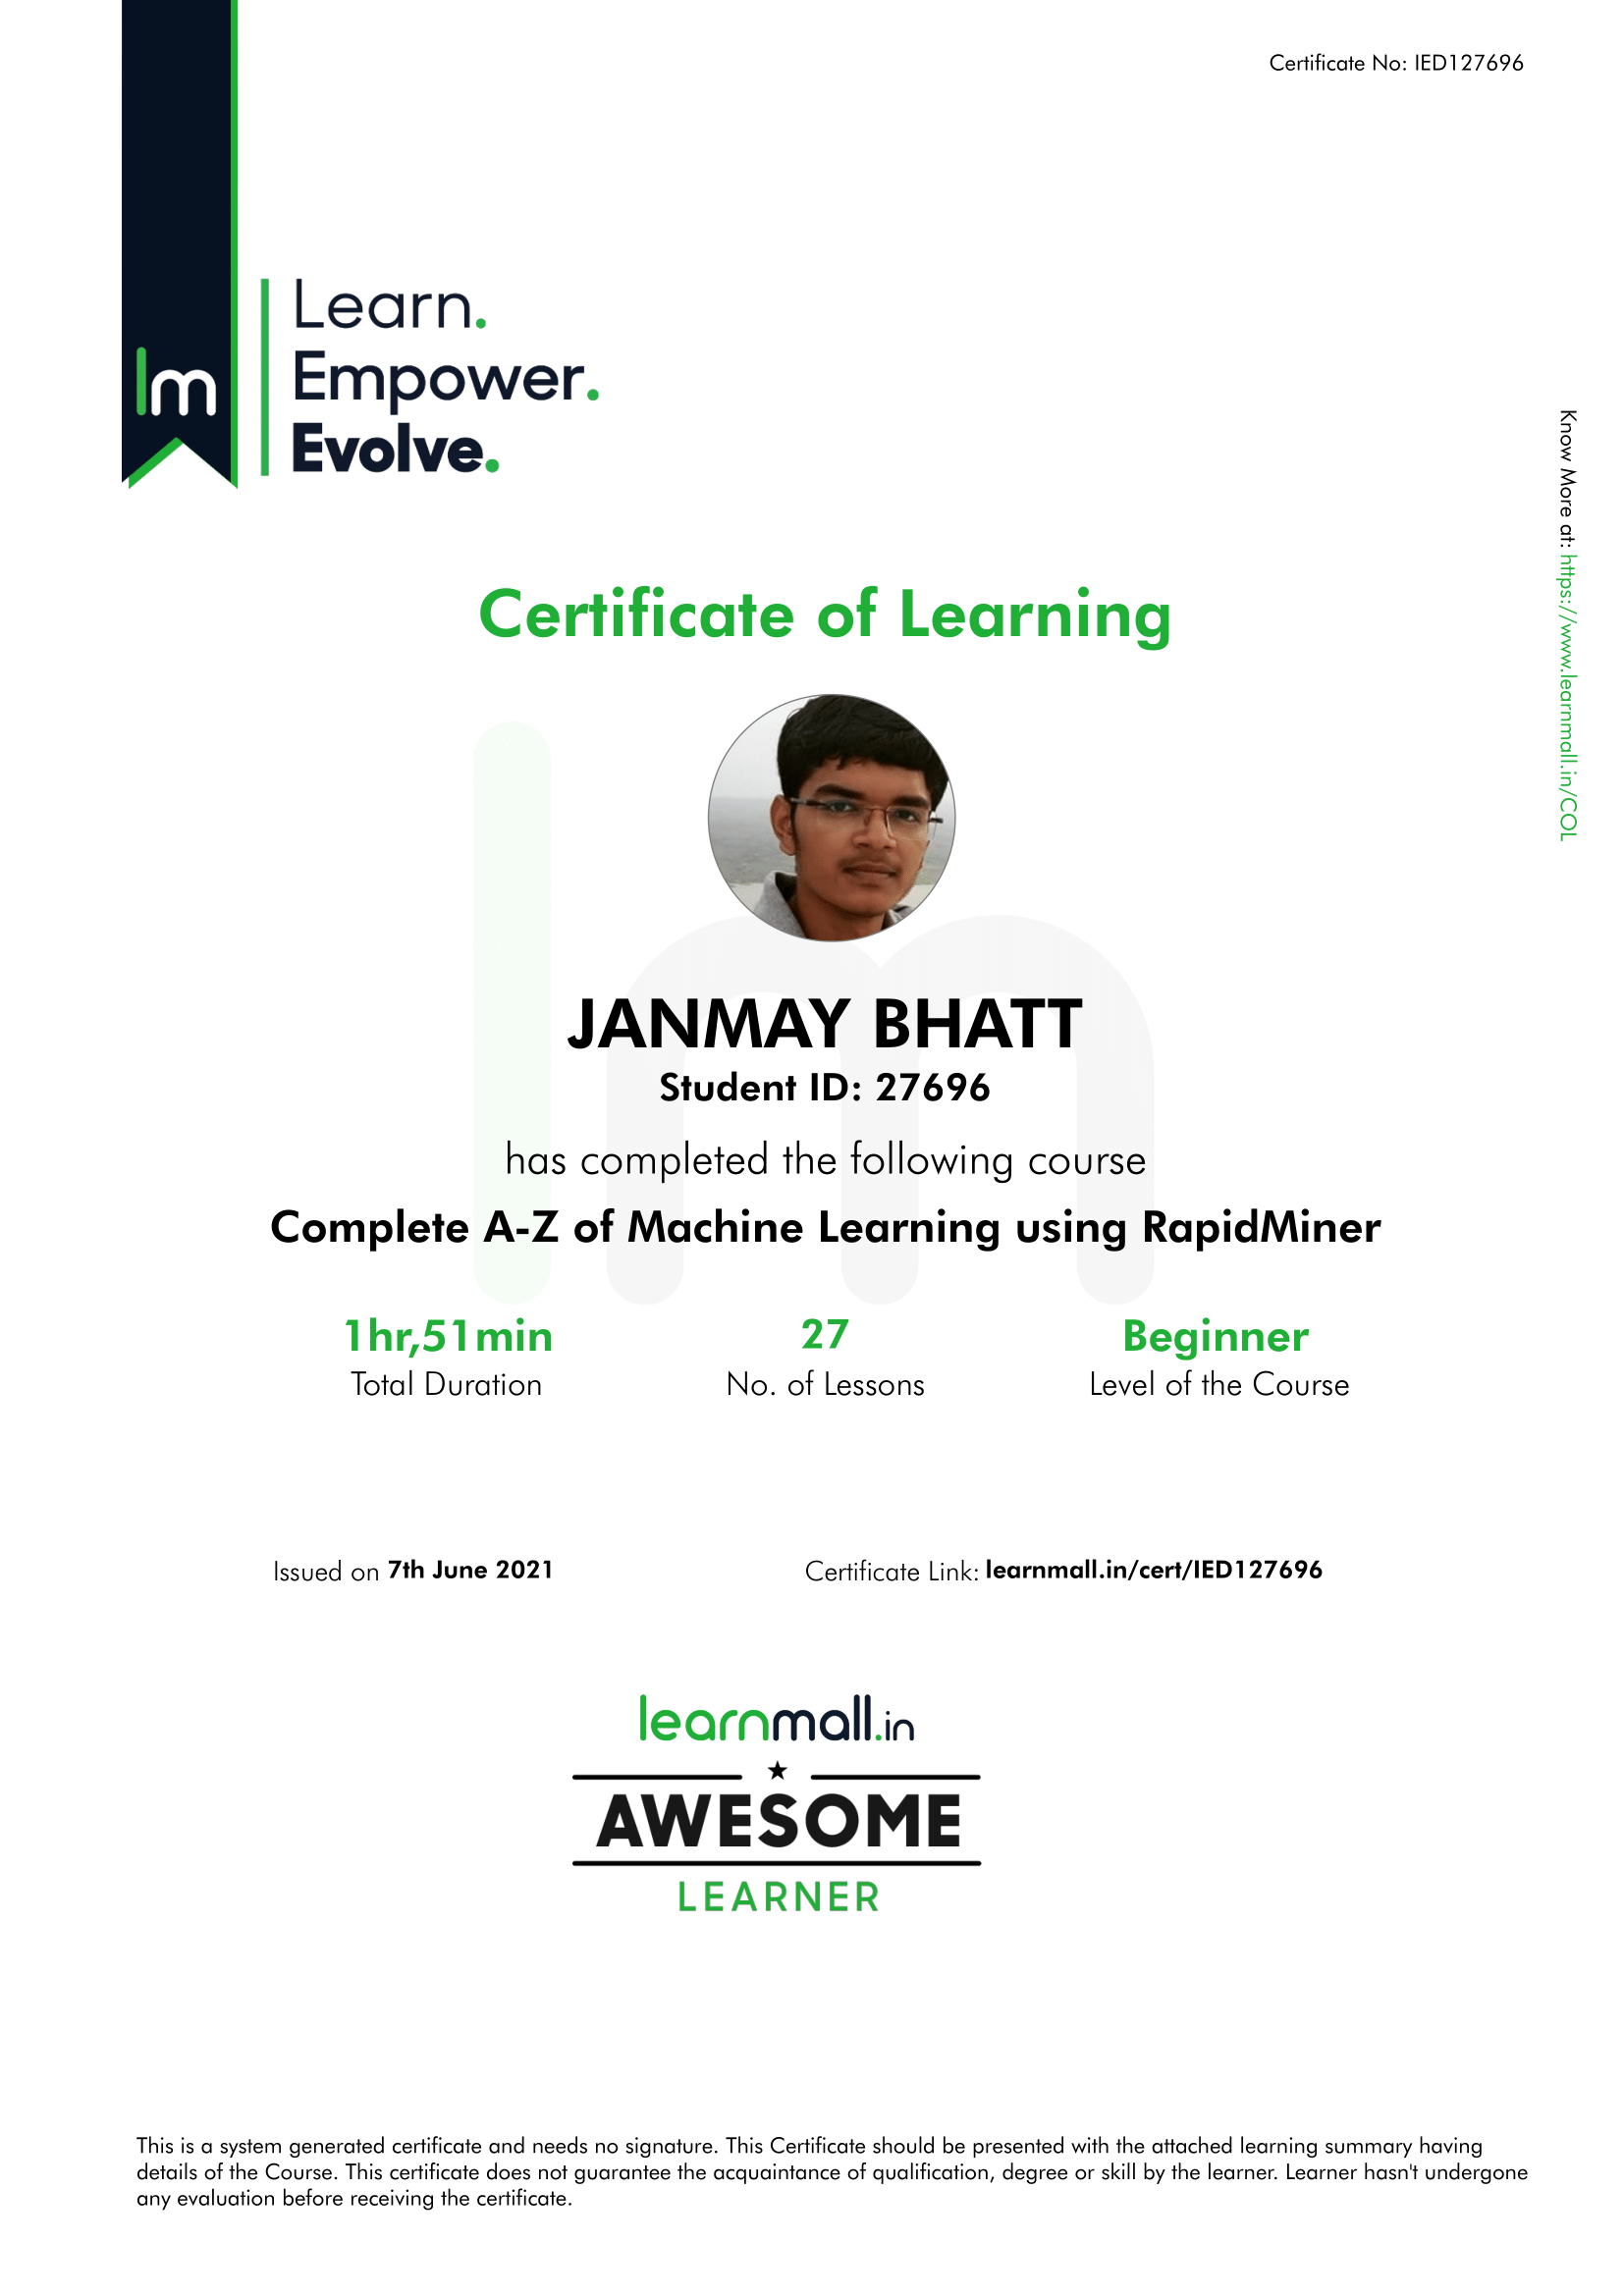 Certificate No: IED127696
lm
Learn.
Empower.
Evolve.
Know More at: https://www.learnmall.in/COL
Certificate of Learning
JANMAY BHATT
Student ID: 27696
has completed the following course
Complete A-Z of Machine Learning using RapidMiner
1hr,51min
27
Beginner
Total Duration
No. of Lessons
Level of the Course
Issued on 7th June 2021
Certificate Link: learnmall.in/cert/IED127696
learnmall.in
AWESOME
LEARNER
This is a system generated certificate and needs no signature. This Certificate should be presented with the attached learning summary having
details of the Course. This certificate does not guarantee the acquaintance of qualification, degree or skill by the learner. Learner hasn't undergone
any evaluation before receiving the certificate.